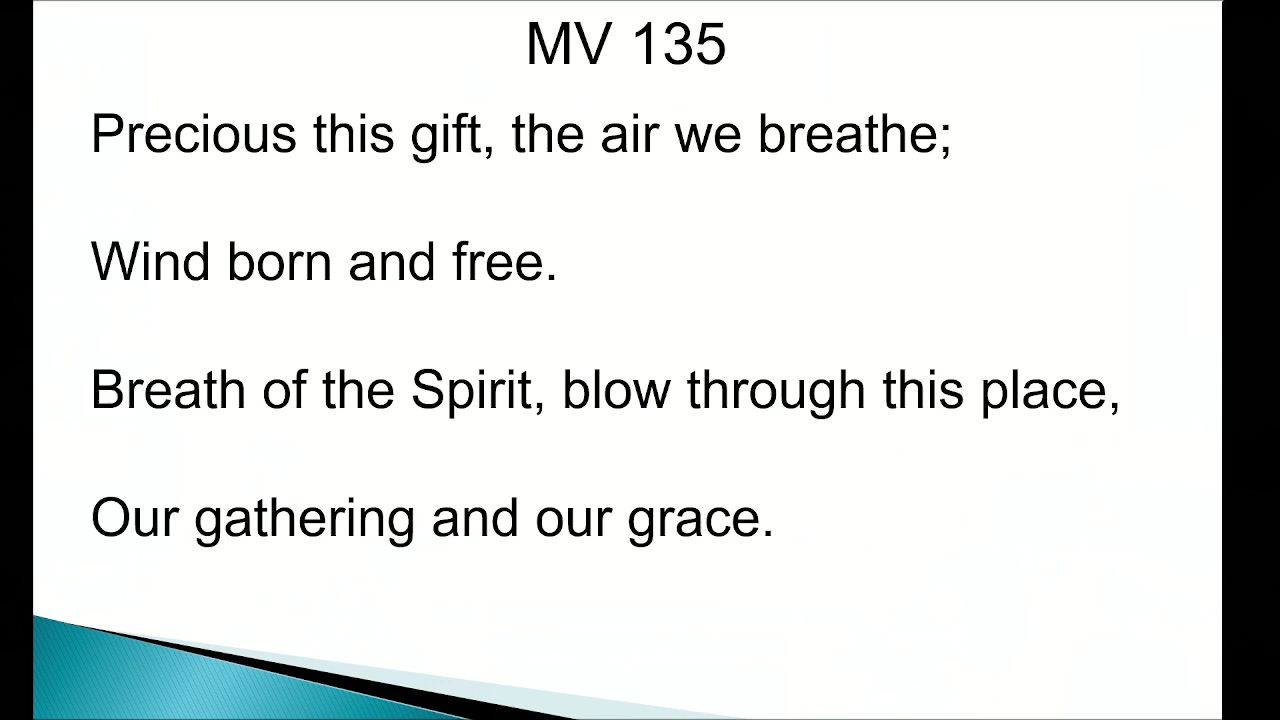 MV 135
Precious this gift, the air we breathe;
Wind born and free.
Breath of the Spirit, blow through this place,
Our gathering and our grace.